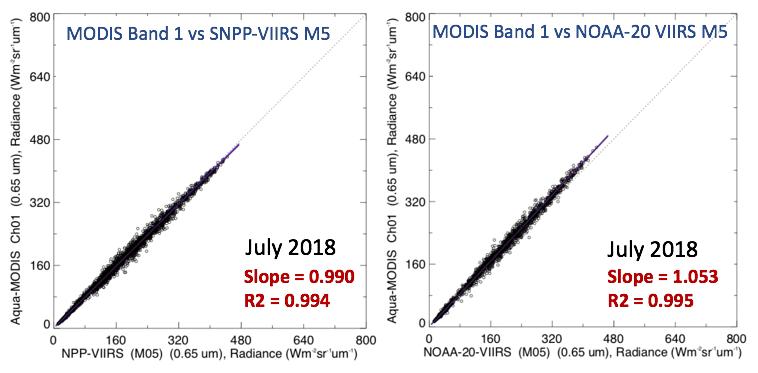 MODIS Band 1 vs SNPP-VIIRS M5
800
640
480
320
160
0
Aqua-MODIS Ch01 (0.65 um), Radiance (Wm⁻²sr⁻¹um⁻¹)
July 2018
Slope = 0.990
R2 = 0.994
0 160 320 480 640 800
NPP-VIIRS (M05) (0.65 um), Radiance (Wm⁻²sr⁻¹um⁻¹)
MODIS Band 1 vs NOAA-20 VIIRS M5
800
640
480
320
160
0
Aqua-MODIS Ch01 (0.65 um), Radiance (Wm⁻²sr⁻¹um⁻¹)
July 2018
Slope = 1.053
R2 = 0.995
0 160 320 480 640 800
NOAA-20-VIIRS (M05) (0.65 um), Radiance (Wm⁻²sr⁻¹um⁻¹)